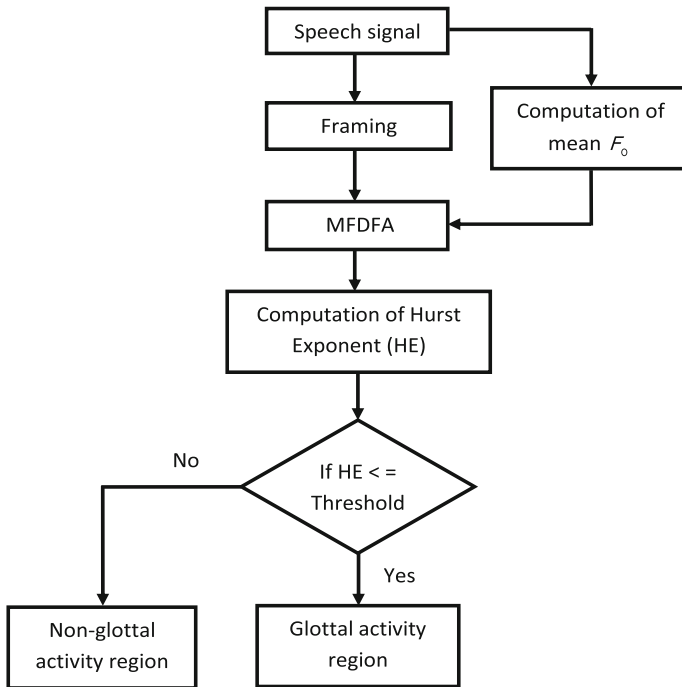 Speech signal
Computation of
mean F₀
Framing
MFDFA
Computation of Hurst
Exponent (HE)
No
If HE < =
Threshold
Yes
Non-glottal
activity region
Glottal activity
region